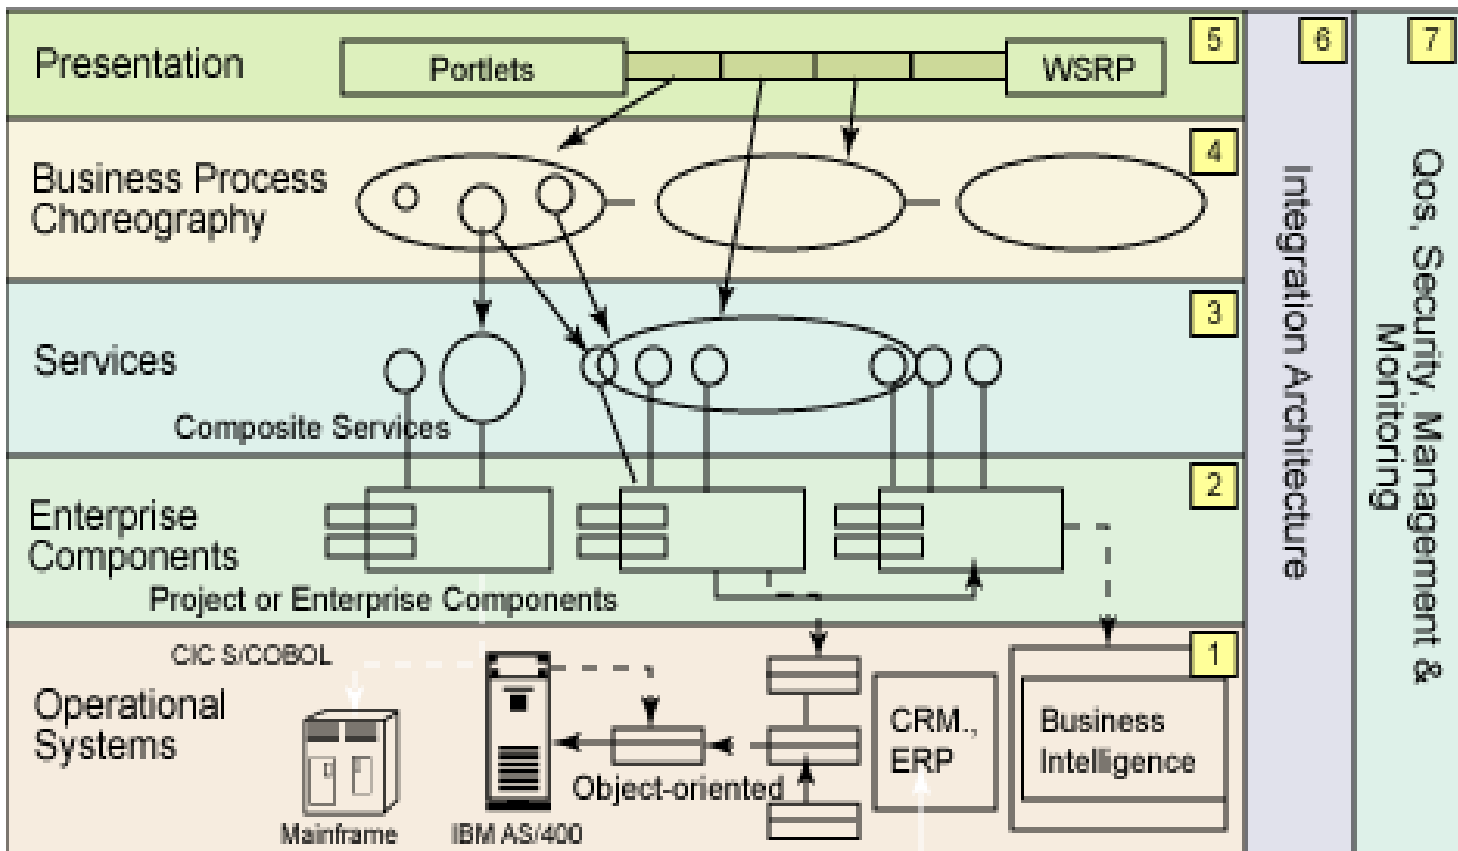 5
6
7
Presentation
Portlets
WSRP
4
Business Process
Choreography
3
Services
Composite Services
2
Enterprise
Components
Project or Enterprise Components
1
CIC S/COBOL
Operational
Systems
CRM.,
ERP
Business
Intelligence
Object-oriented
Mainframe
IBM AS/400
Integration Architecture
Qos, Security, Management &
Monitoring